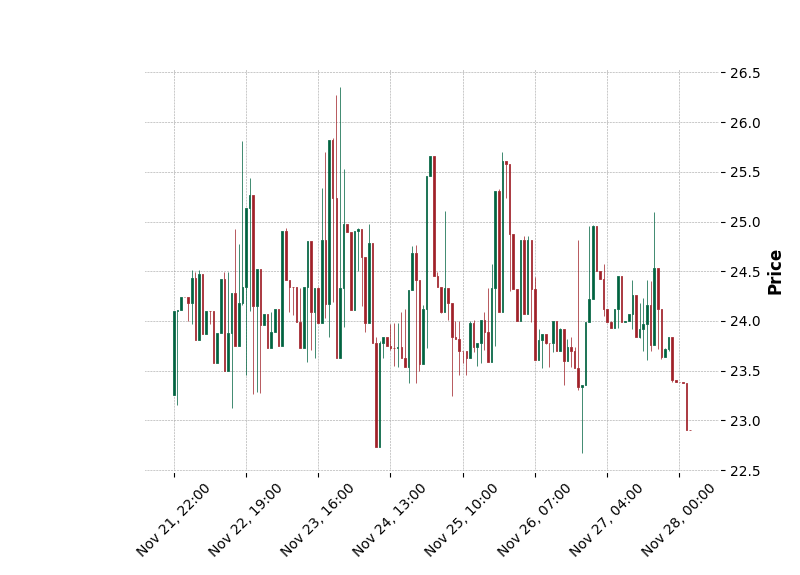 26.5
26.0
25.5
25.0
24.5
24.0
23.5
23.0
22.5
Price
Nov 21, 22:00
Nov 22, 19:00
Nov 23, 16:00
Nov 24, 13:00
Nov 25, 10:00
Nov 26, 07:00
Nov 27, 04:00
Nov 28, 00:00